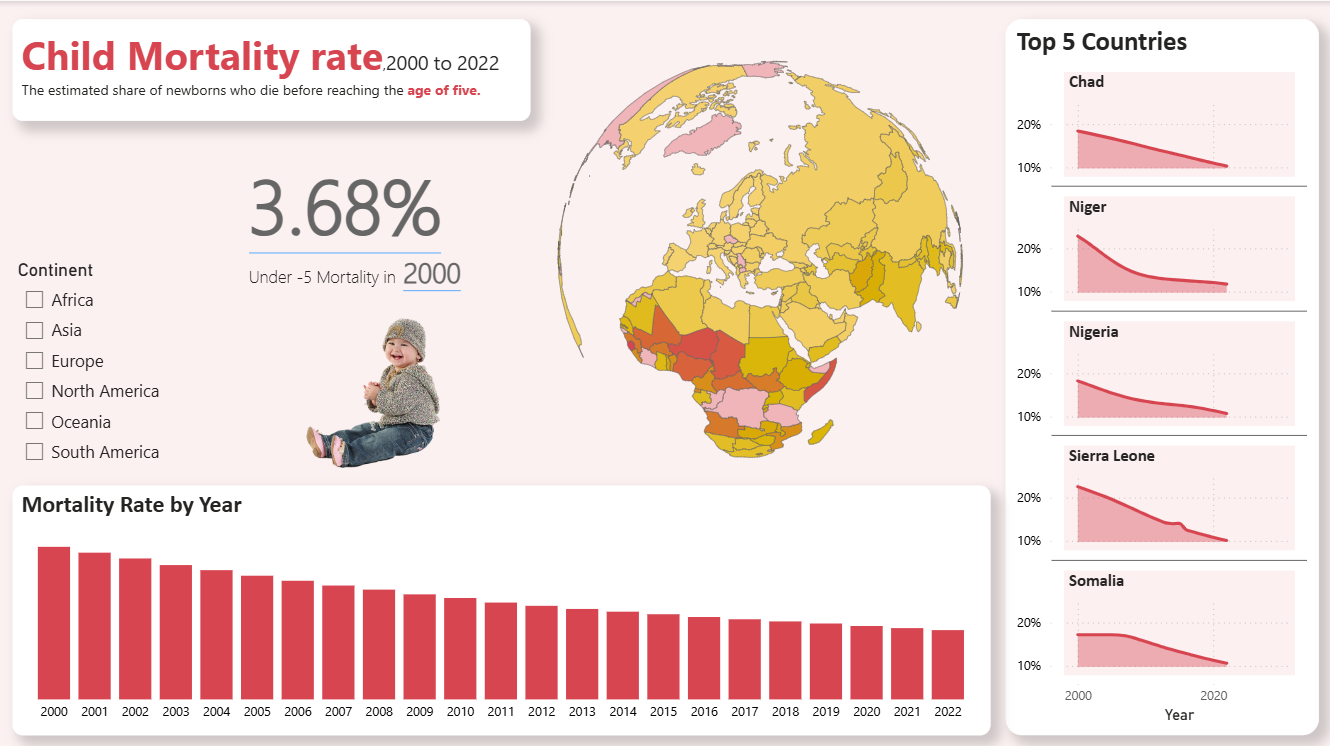 Child Mortality rate,2000 to 2022
The estimated share of newborns who die before reaching the age of five.
3.68%
Under -5 Mortality in 2000
Continent
Africa
Asia
Europe
North America
Oceania
South America
Mortality Rate by Year
2000 2001 2002 2003 2004 2005 2006 2007 2008 2009 2010 2011 2012 2013 2014 2015 2016 2017 2018 2019 2020 2021 2022
Top 5 Countries
Chad
20%
10%
Niger
20%
10%
Nigeria
20%
10%
Sierra Leone
20%
10%
Somalia
20%
10%
2000 2020
Year